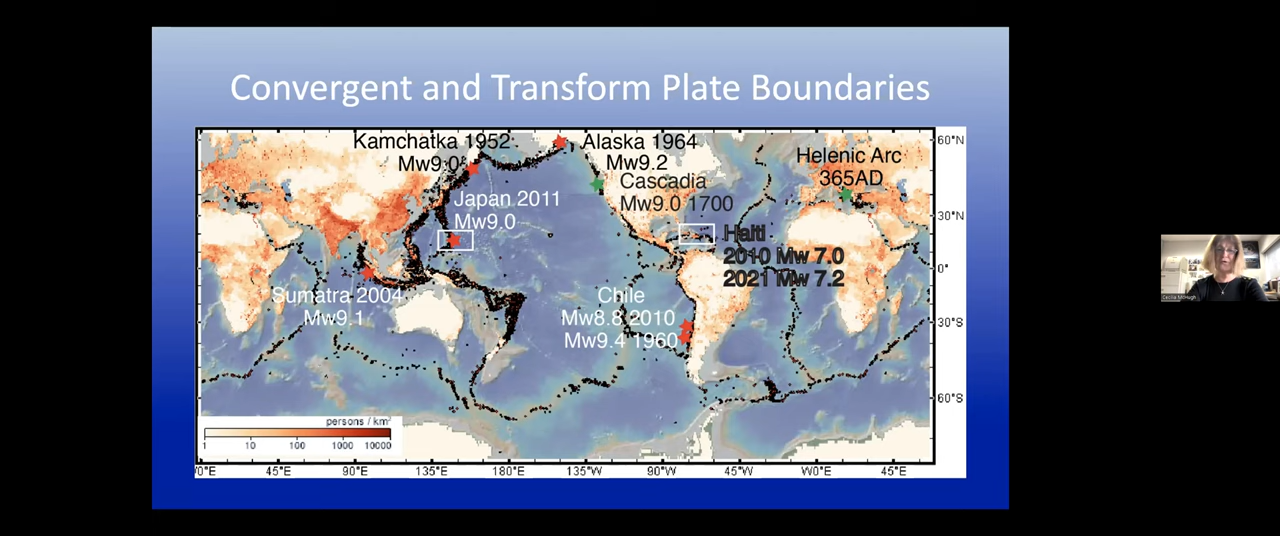 Convergent and Transform Plate Boundaries
Kamchatka 1952
Mw9.0
Alaska 1964
Mw9.2
Helenic Arc
365AD
Cascadia
Mw9.0 1700
Japan 2011
Mw9.0
Haiti
2010 Mw 7.0
2021 Mw 7.2
Sumatra 2004
Mw9.1
Chile
Mw8.8 2010
Mw9.4 1960
60°N
30°N
0°
30°S
60°S
persons / km²
1 10 100 1000 10000
0°E 45°E 90°E 135°E 180°E 135°W 90°W 45°W W0°E 45°E
Cecilia McHugh